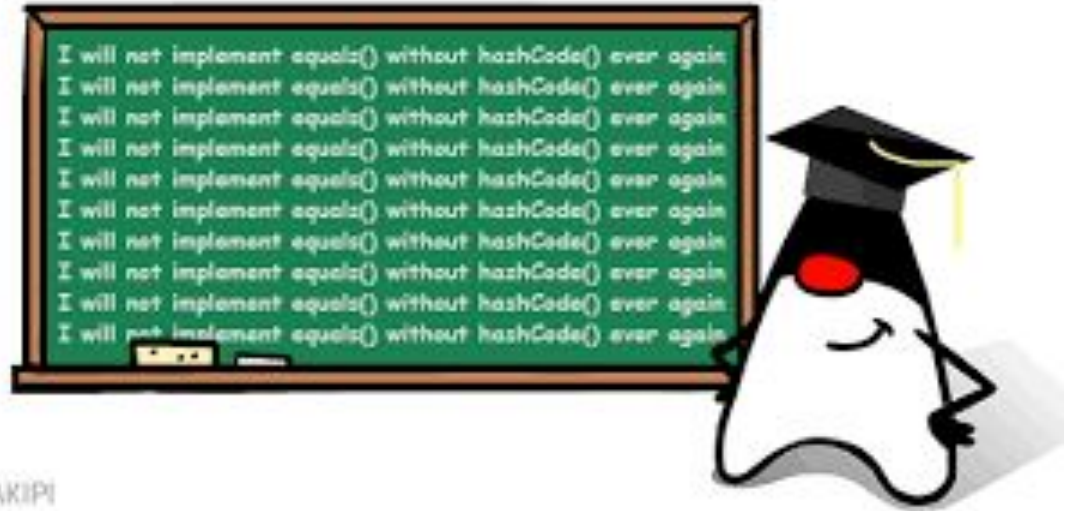 I will not implement equals() without hashCode() ever again
I will not implement equals() without hashCode() ever again
I will not implement equals() without hashCode() ever again
I will not implement equals() without hashCode() ever again
I will not implement equals() without hashCode() ever again
I will not implement equals() without hashCode() ever again
I will not implement equals() without hashCode() ever again
I will not implement equals() without hashCode() ever again
I will not implement equals() without hashCode() ever again
I will not implement equals() without hashCode() ever again
AKIPI